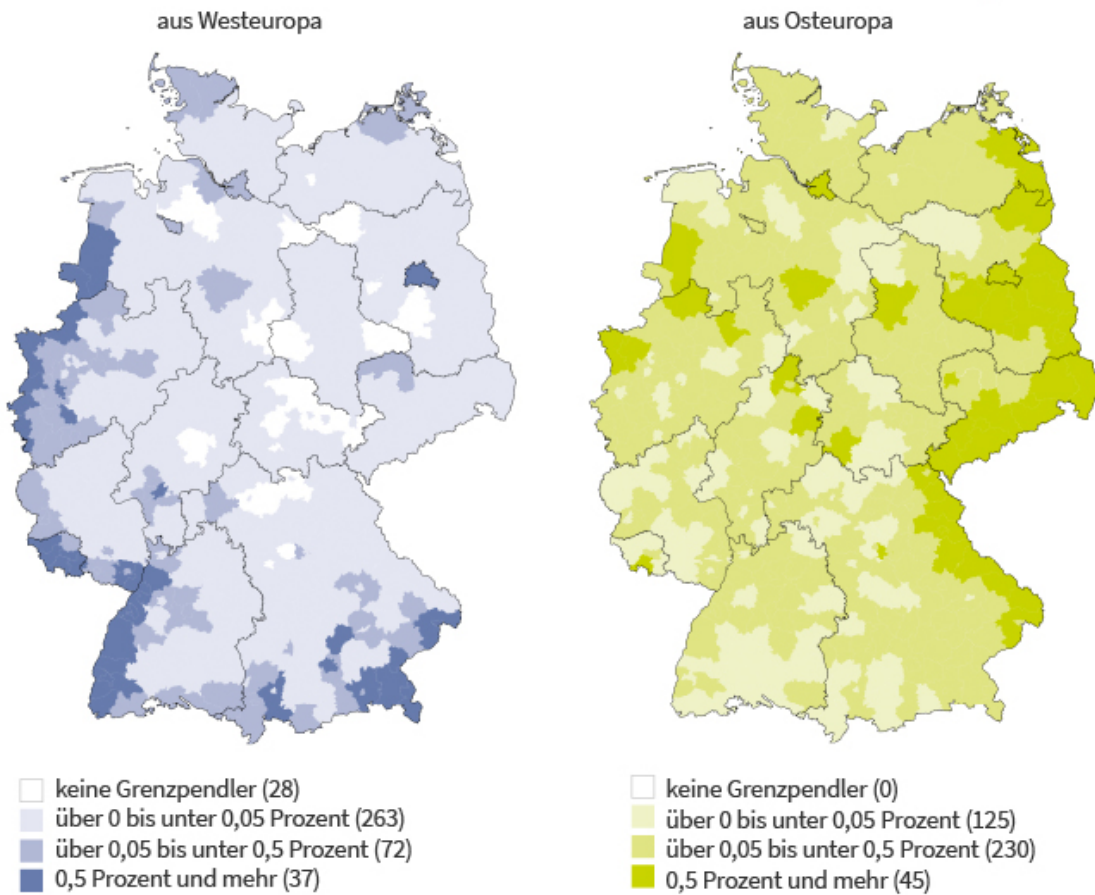 aus Westeuropa
aus Osteuropa
keine Grenzpendler (28)
über 0 bis unter 0,05 Prozent (263)
über 0,05 bis unter 0,5 Prozent (72)
0,5 Prozent und mehr (37)
keine Grenzpendler (0)
über 0 bis unter 0,05 Prozent (125)
über 0,05 bis unter 0,5 Prozent (230)
0,5 Prozent und mehr (45)